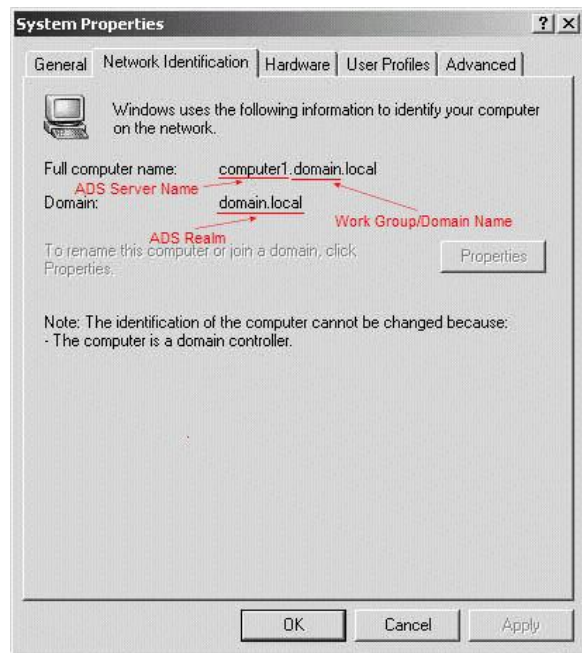 System Properties
? X
General Network Identification Hardware User Profiles Advanced
Windows uses the following information to identify your computer
on the network.
Full computer name: computer1.domain.local
ADS Server Name
Domain: domain.local
Work Group/Domain Name
ADS Realm
To rename this computer or join a domain, click
Properties.
Properties
Note: The identification of the computer cannot be changed because:
- The computer is a domain controller.
OK Cancel Apply